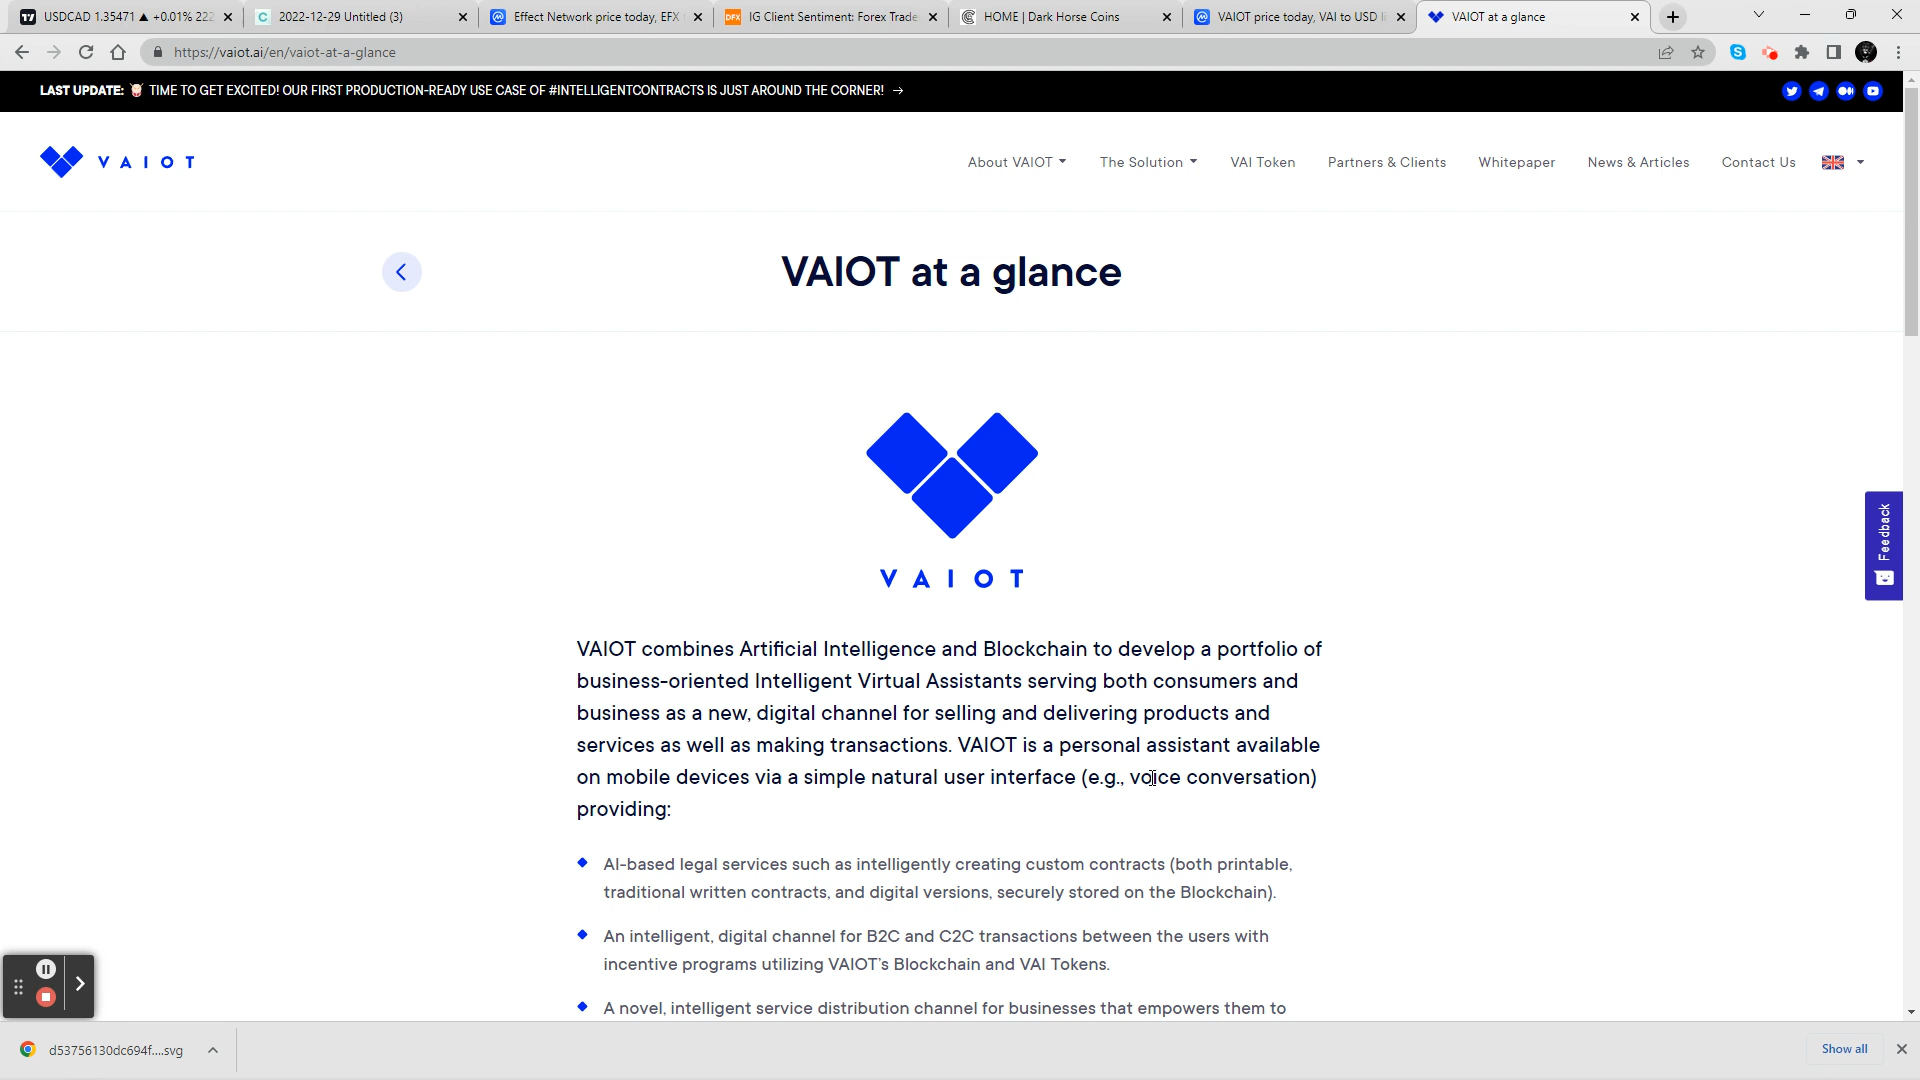 USDCAD 1.35471 ▲ +0.01% 222
2022-12-29 Untitled (3)
Effect Network price today, EFX
IG Client Sentiment: Forex Trade
HOME | Dark Horse Coins
VAIOT price today, VAI to USD li
VAIOT at a glance
https://vaiot.ai/en/vaiot-at-a-glance
LAST UPDATE: TIME TO GET EXCITED! OUR FIRST PRODUCTION-READY USE CASE OF #INTELLIGENTCONTRACTS IS JUST AROUND THE CORNER! →
VAIOT
About VAIOT
The Solution
VAI Token
Partners & Clients
Whitepaper
News & Articles
Contact Us
VAIOT at a glance
VAIOT
Feedback
VAIOT combines Artificial Intelligence and Blockchain to develop a portfolio of
business-oriented Intelligent Virtual Assistants serving both consumers and
business as a new, digital channel for selling and delivering products and
services as well as making transactions. VAIOT is a personal assistant available
on mobile devices via a simple natural user interface (e.g., voice conversation)
providing:
AI-based legal services such as intelligently creating custom contracts (both printable,
traditional written contracts, and digital versions, securely stored on the Blockchain).
An intelligent, digital channel for B2C and C2C transactions between the users with
incentive programs utilizing VAIOT's Blockchain and VAI Tokens.
A novel, intelligent service distribution channel for businesses that empowers them to
d53756130dc694f....svg
Show all